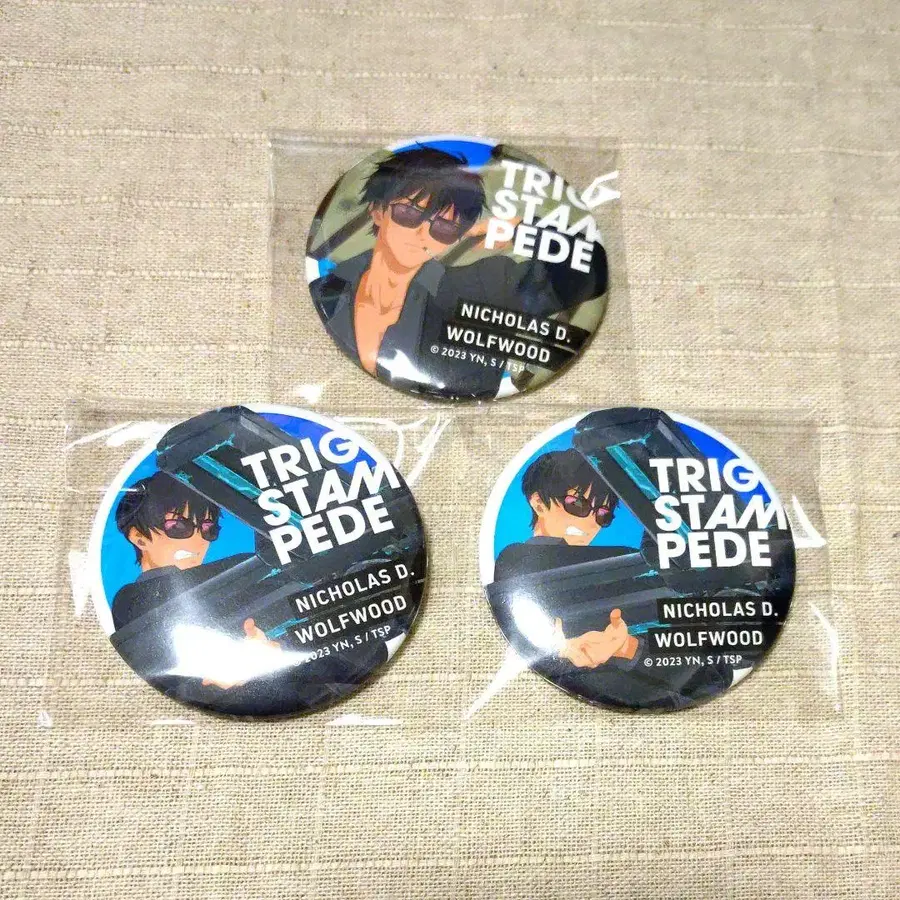 TRIG
STAM
PEDE
NICHOLAS D.
WOLFWOOD
© 2023 YN, S / TSP
TRIG
STAM
PEDE
NICHOLAS D.
WOLFWOOD
2023 YN, S / TSP
TRIG
STAM
PEDE
NICHOLAS D.
WOLFWOOD
© 2023 YN, S / TSP